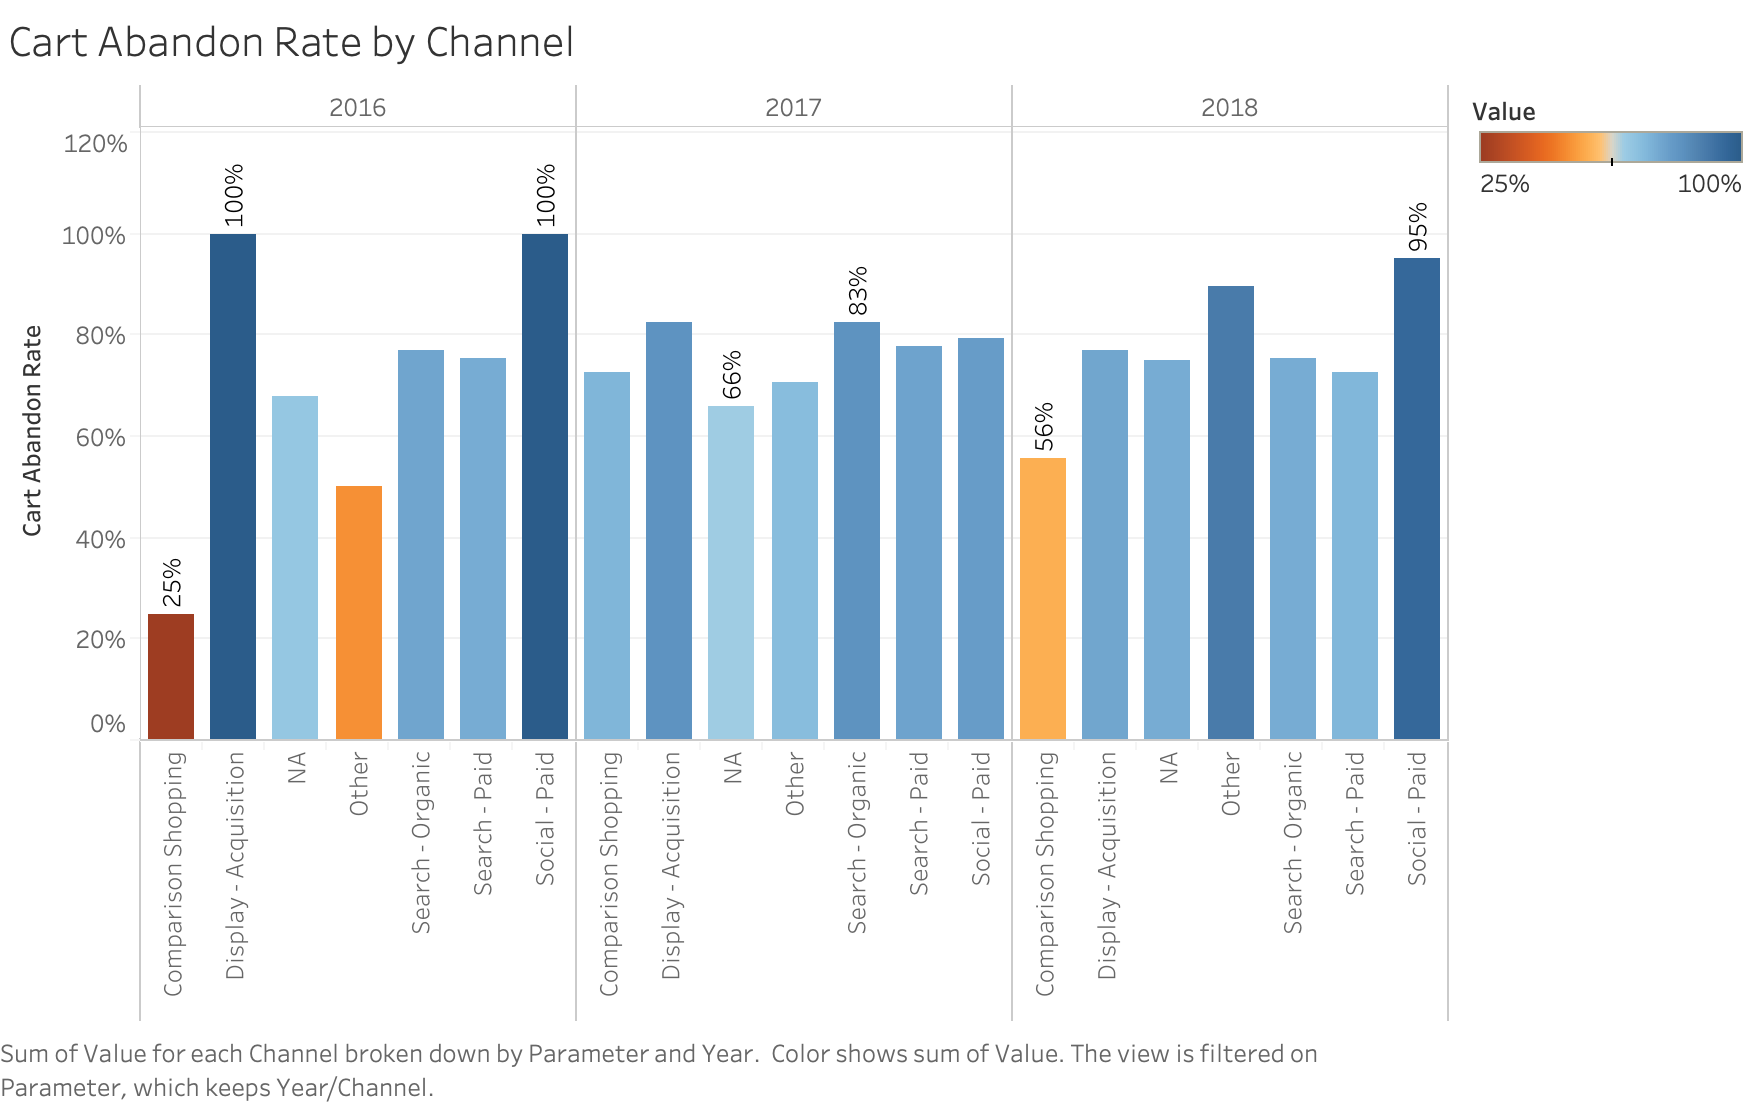 Cart Abandon Rate by Channel
2016
2017
2018
Value
25%
100%
120%
100%
80%
60%
40%
20%
0%
Cart Abandon Rate
25%
100%
100%
66%
83%
56%
95%
Comparison Shopping
Display - Acquisition
NA
Other
Search - Organic
Search - Paid
Social - Paid
Comparison Shopping
Display - Acquisition
NA
Other
Search - Organic
Search - Paid
Social - Paid
Comparison Shopping
Display - Acquisition
NA
Other
Search - Organic
Search - Paid
Social - Paid
Sum of Value for each Channel broken down by Parameter and Year.  Color shows sum of Value. The view is filtered on
Parameter, which keeps Year/Channel.